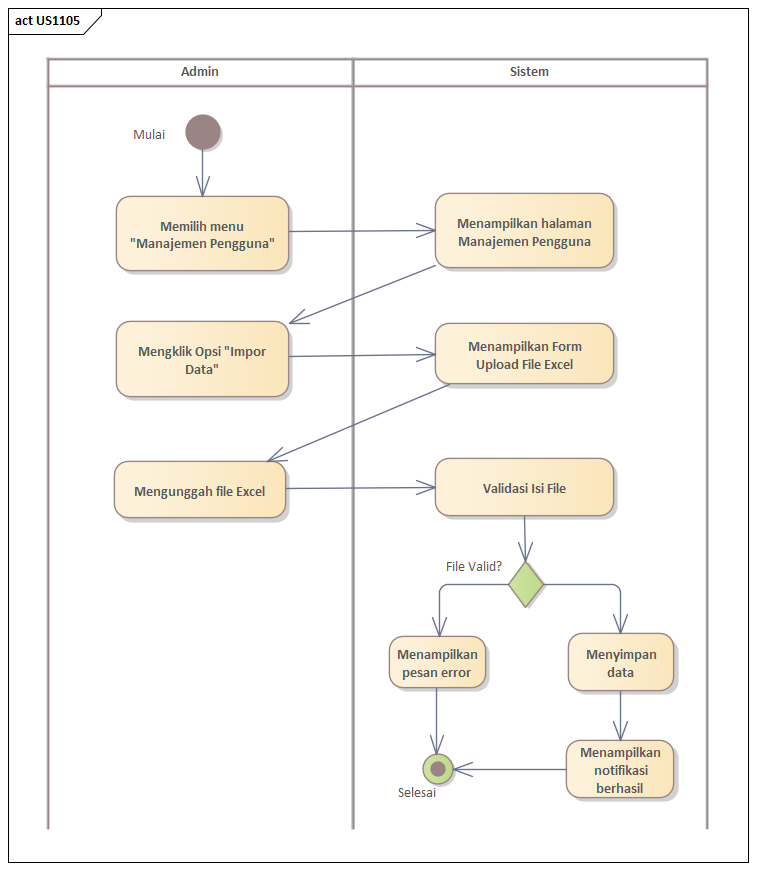 act US1105
Admin
Sistem
Mulai
Memilih menu
"Manajemen Pengguna"
Menampilkan halaman
Manajemen Pengguna
Mengklik Opsi "Impor
Data"
Menampilkan Form
Upload File Excel
Mengunggah file Excel
Validasi Isi File
File Valid?
Menampilkan
pesan error
Menyimpan
data
Menampilkan
notifikasi
berhasil
Selesai